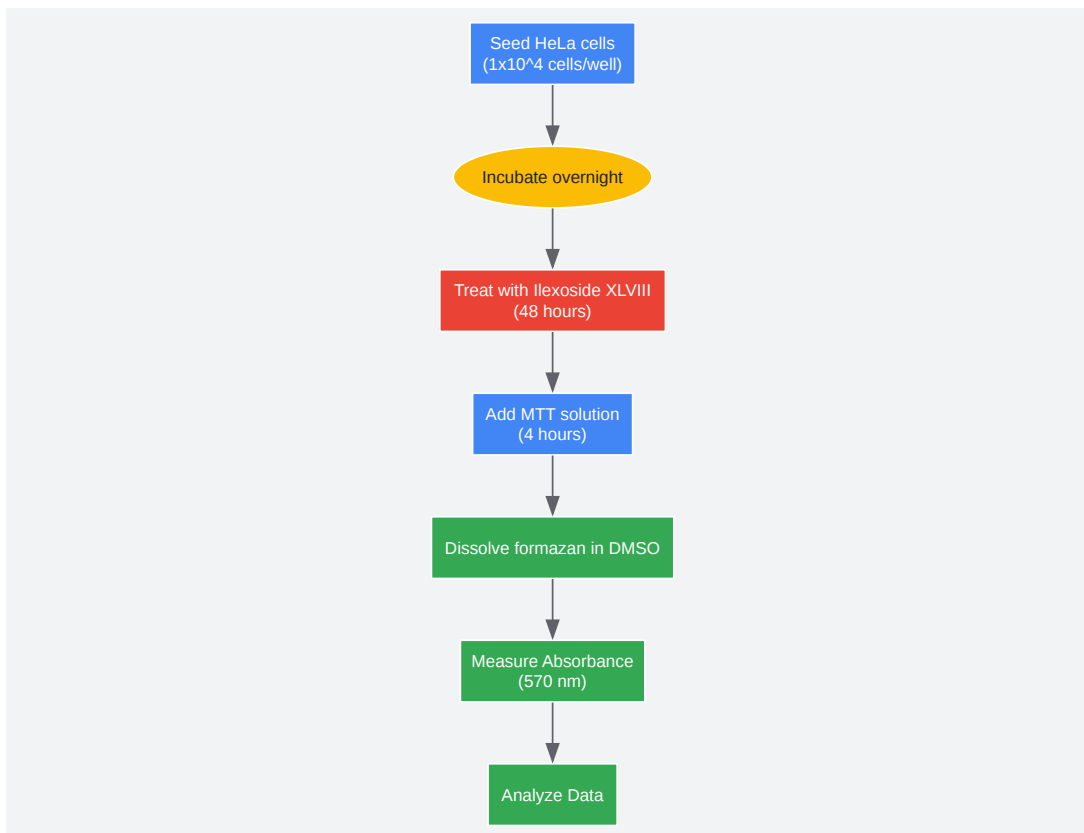 Seed HeLa cells
(1x10^4 cells/well)
Incubate overnight
Treat with Ilexoside XLVIII
(48 hours)
Add MTT solution
(4 hours)
Dissolve formazan in DMSO
Measure Absorbance
(570 nm)
Analyze Data